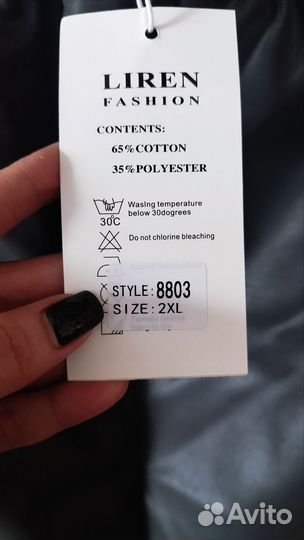 LIREN
FASHION
CONTENTS:
65%COTTON
35%POLYESTER
Wasing temperature
below 30dogrees
30C
Do not chlorine bleaching
STYLE: 8803
SIZE: 2XL
Avito